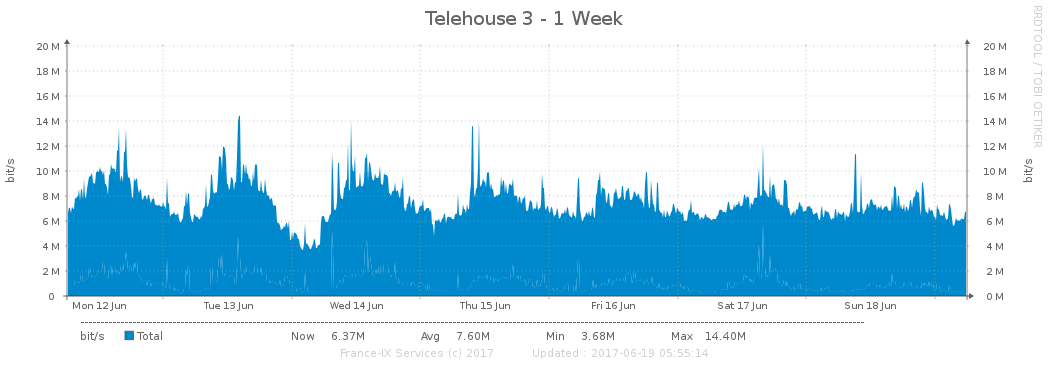 Telehouse 3 - 1 Week
RRDTOOL / TOBI OETIKER
bit/s
bit/s
20 M 20 M
18 M 18 M
16 M 16 M
14 M 14 M
12 M 12 M
10 M 10 M
8 M 8 M
6 M 6 M
4 M 4 M
2 M 2 M
0 0 M
Mon 12 Jun Tue 13 Jun Wed 14 Jun Thu 15 Jun Fri 16 Jun Sat 17 Jun Sun 18 Jun
bit/s Total Now 6.37M Avg 7.60M Min 3.68M Max 14.40M
France-IX Services (c) 2017 Updated : 2017-06-19 05:55:14